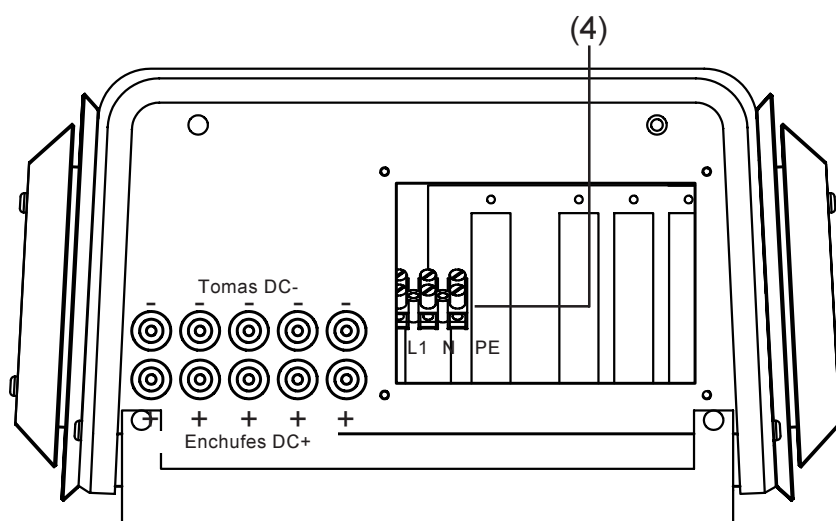 (4)
Tomas DC-
- - - - -
L1 N PE
+ + + + +
Enchufes DC+